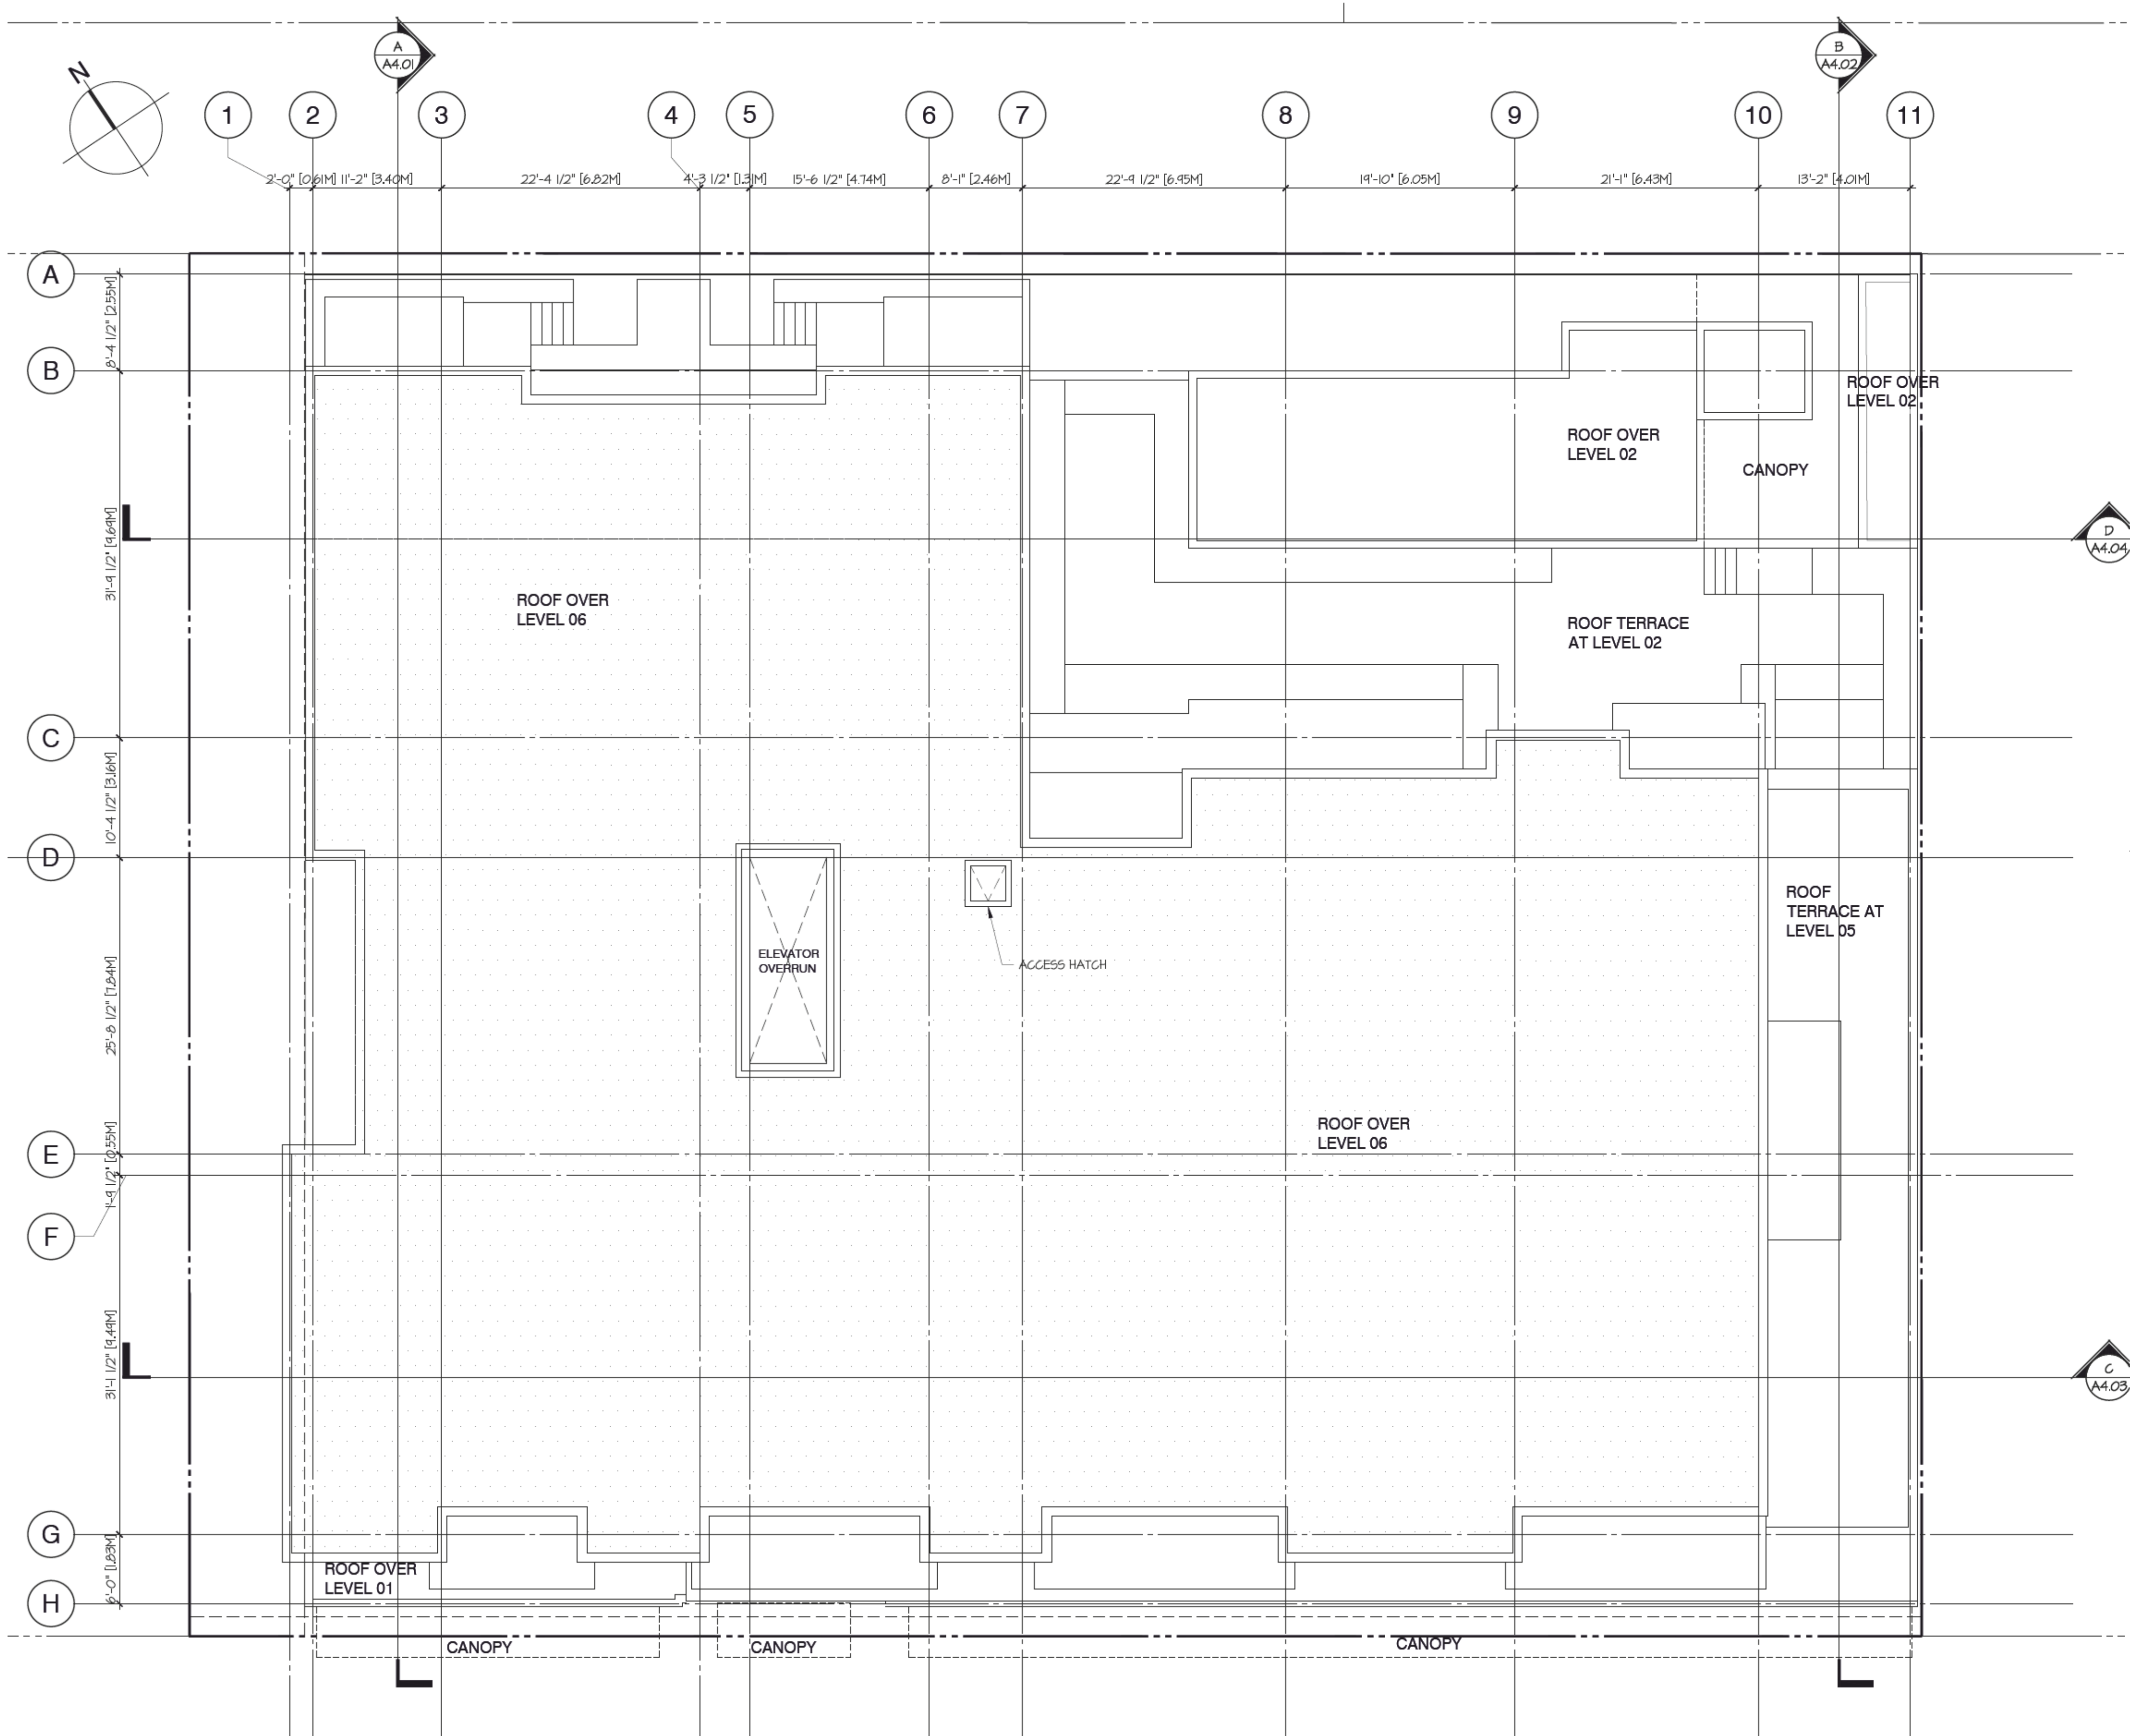 A
A4.01
B
A4.02
N
1
2
3
4
5
6
7
8
9
10
11
2'-0" [0.61M]
11'-2" [3.40M]
22'-4 1/2" [6.82M]
4'-3 1/2" [1.31M]
15'-6 1/2" [4.74M]
8'-1" [2.46M]
22'-9 1/2" [6.95M]
19'-10" [6.05M]
21'-1" [6.43M]
13'-2" [4.01M]
A
8'-4 1/2" [2.55M]
B
ROOF OVER
LEVEL 02
ROOF OVER
LEVEL 02
CANOPY
31'-9 1/2" [9.69M]
D
A4.04
ROOF OVER
LEVEL 06
ROOF TERRACE
AT LEVEL 02
C
10'-4 1/2" [3.16M]
D
ROOF
TERRACE AT
LEVEL 05
ELEVATOR
OVERRUN
ACCESS HATCH
25'-8 1/2" [7.84M]
ROOF OVER
LEVEL 06
E
1'-9 1/2" [0.55M]
F
31'-1 1/2" [9.49M]
C
A4.03
G
6'-0" [1.83M]
ROOF OVER
LEVEL 01
H
CANOPY
CANOPY
CANOPY